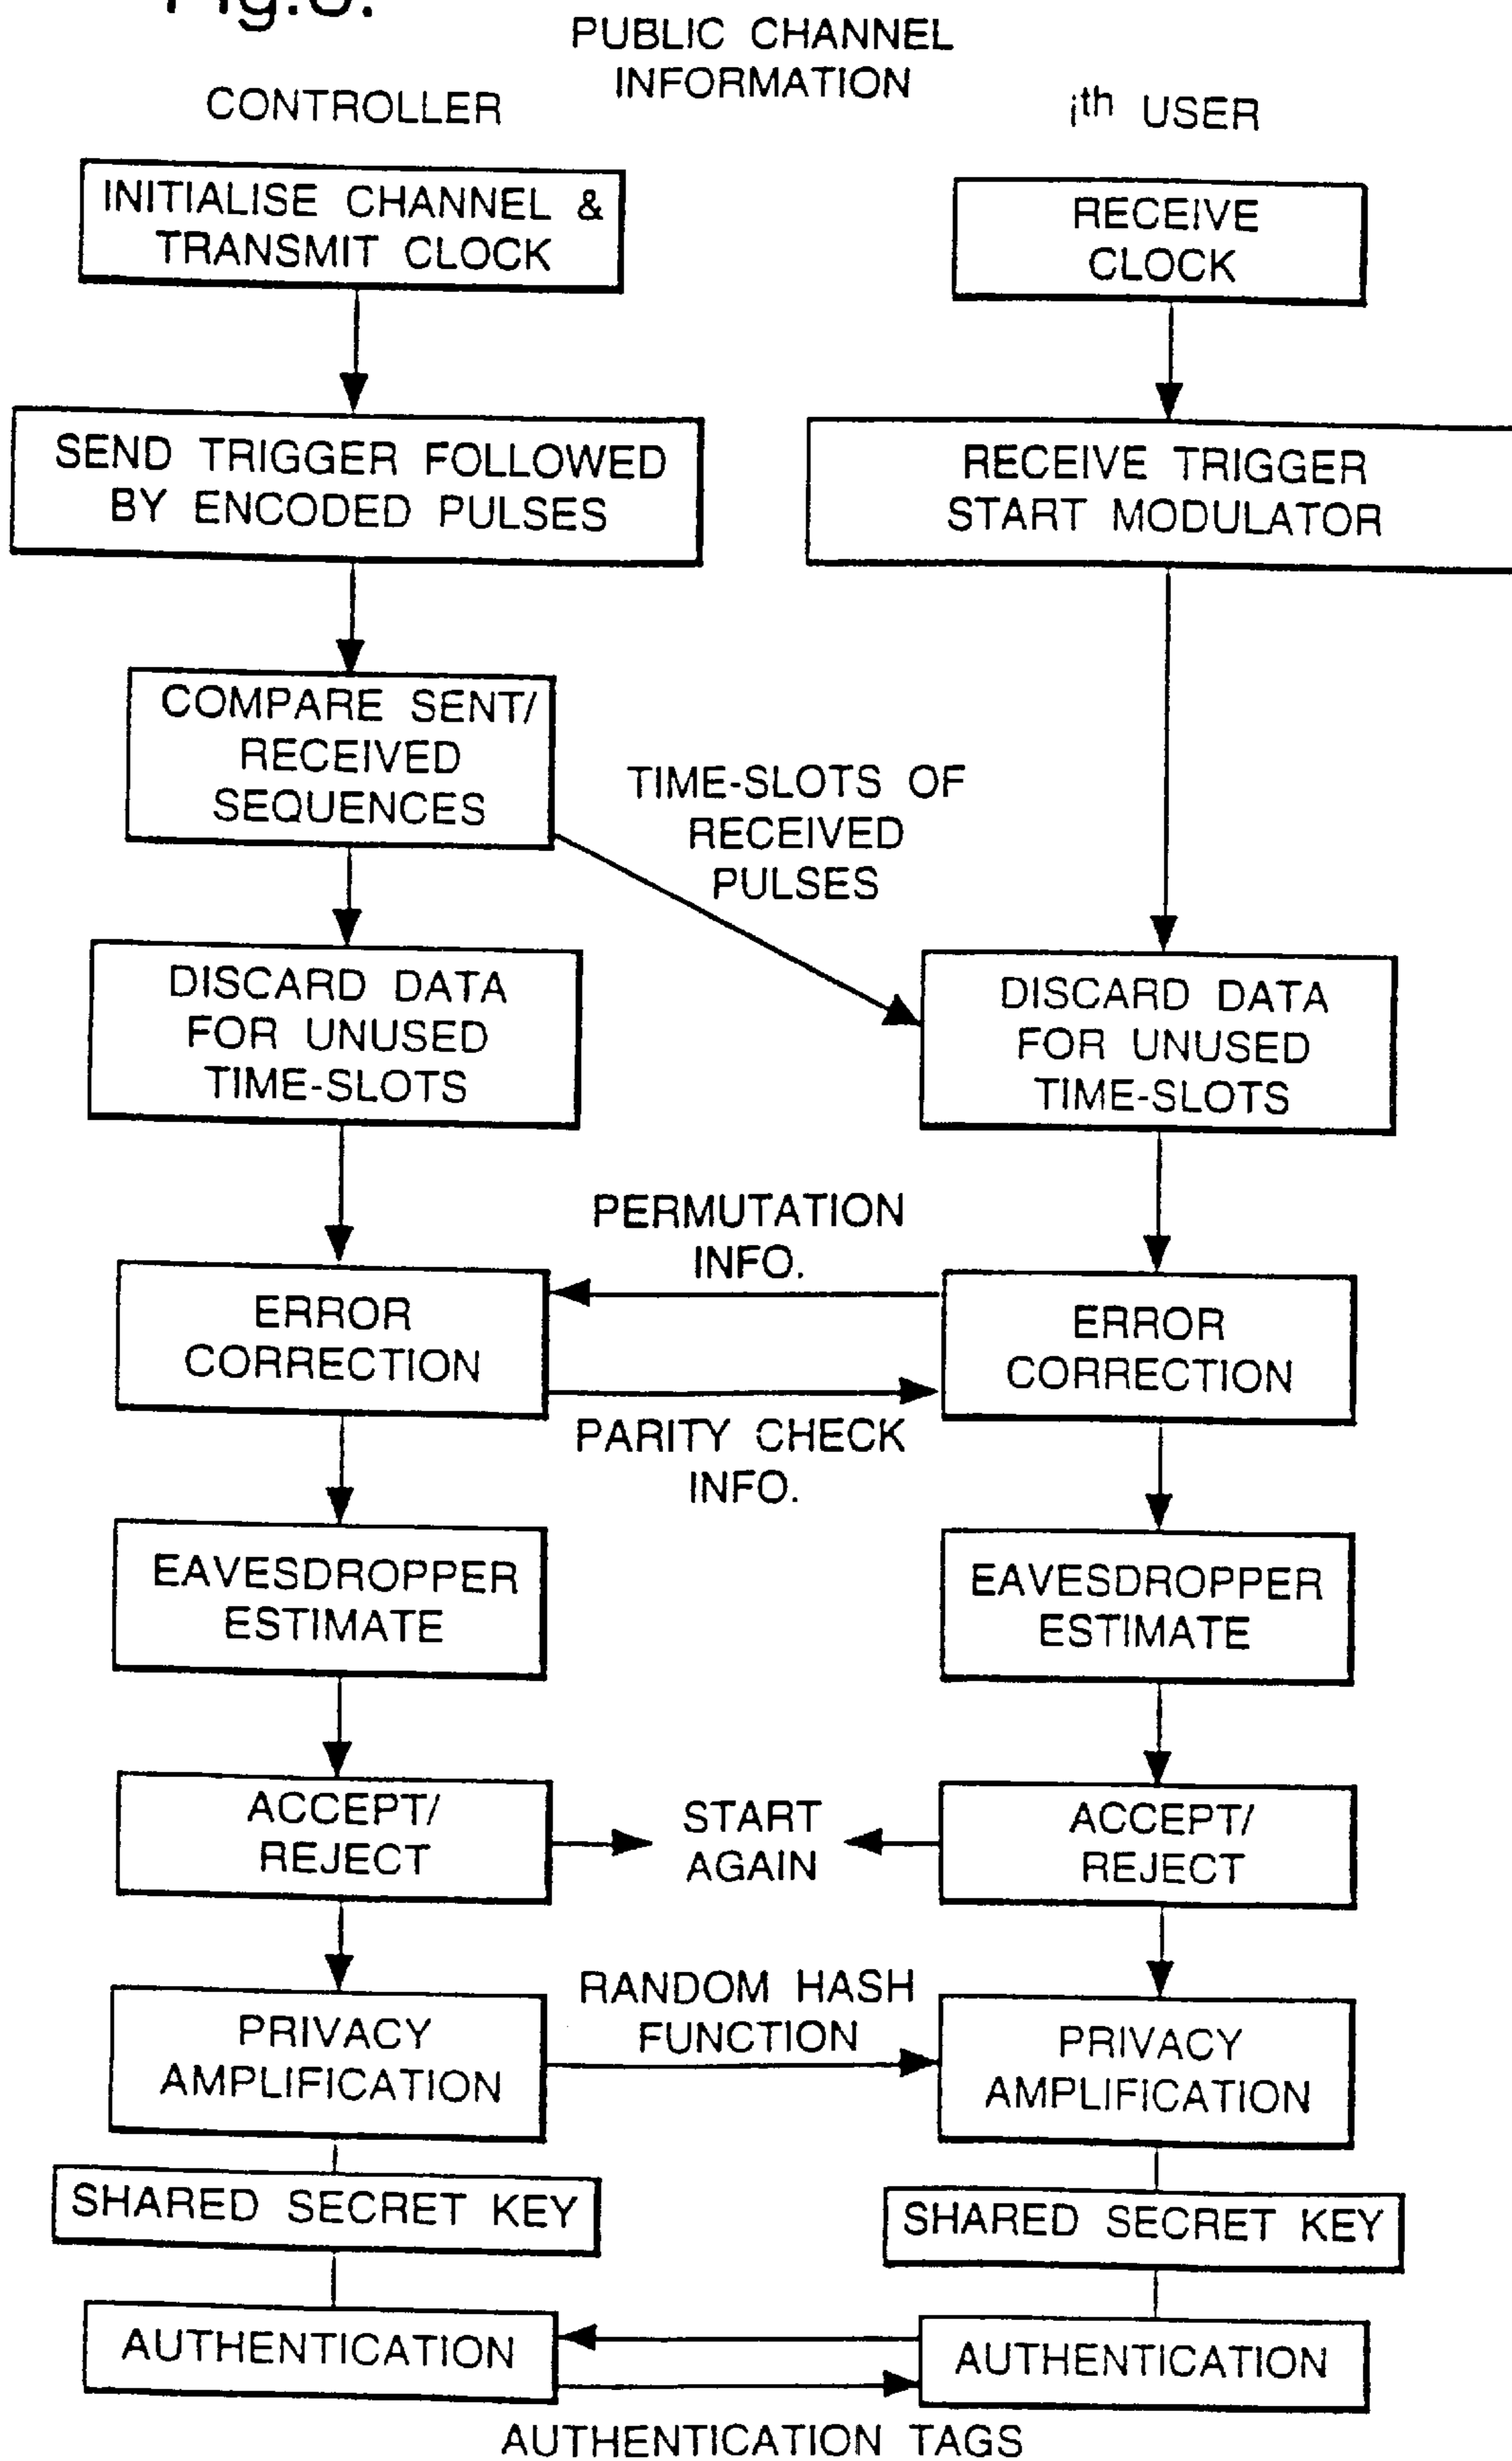 PUBLIC CHANNEL
INFORMATION
CONTROLLER
ith USER
INITIALISE CHANNEL &
TRANSMIT CLOCK
RECEIVE
CLOCK
SEND TRIGGER FOLLOWED
BY ENCODED PULSES
RECEIVE TRIGGER
START MODULATOR
COMPARE SENT/
RECEIVED
SEQUENCES
TIME-SLOTS OF
RECEIVED
PULSES
DISCARD DATA
FOR UNUSED
TIME-SLOTS
DISCARD DATA
FOR UNUSED
TIME-SLOTS
PERMUTATION
INFO.
ERROR
CORRECTION
ERROR
CORRECTION
PARITY CHECK
INFO.
EAVESDROPPER
ESTIMATE
EAVESDROPPER
ESTIMATE
ACCEPT/
REJECT
START
AGAIN
ACCEPT/
REJECT
PRIVACY
AMPLIFICATION
RANDOM HASH
FUNCTION
PRIVACY
AMPLIFICATION
SHARED SECRET KEY
SHARED SECRET KEY
AUTHENTICATION
AUTHENTICATION
AUTHENTICATION TAGS